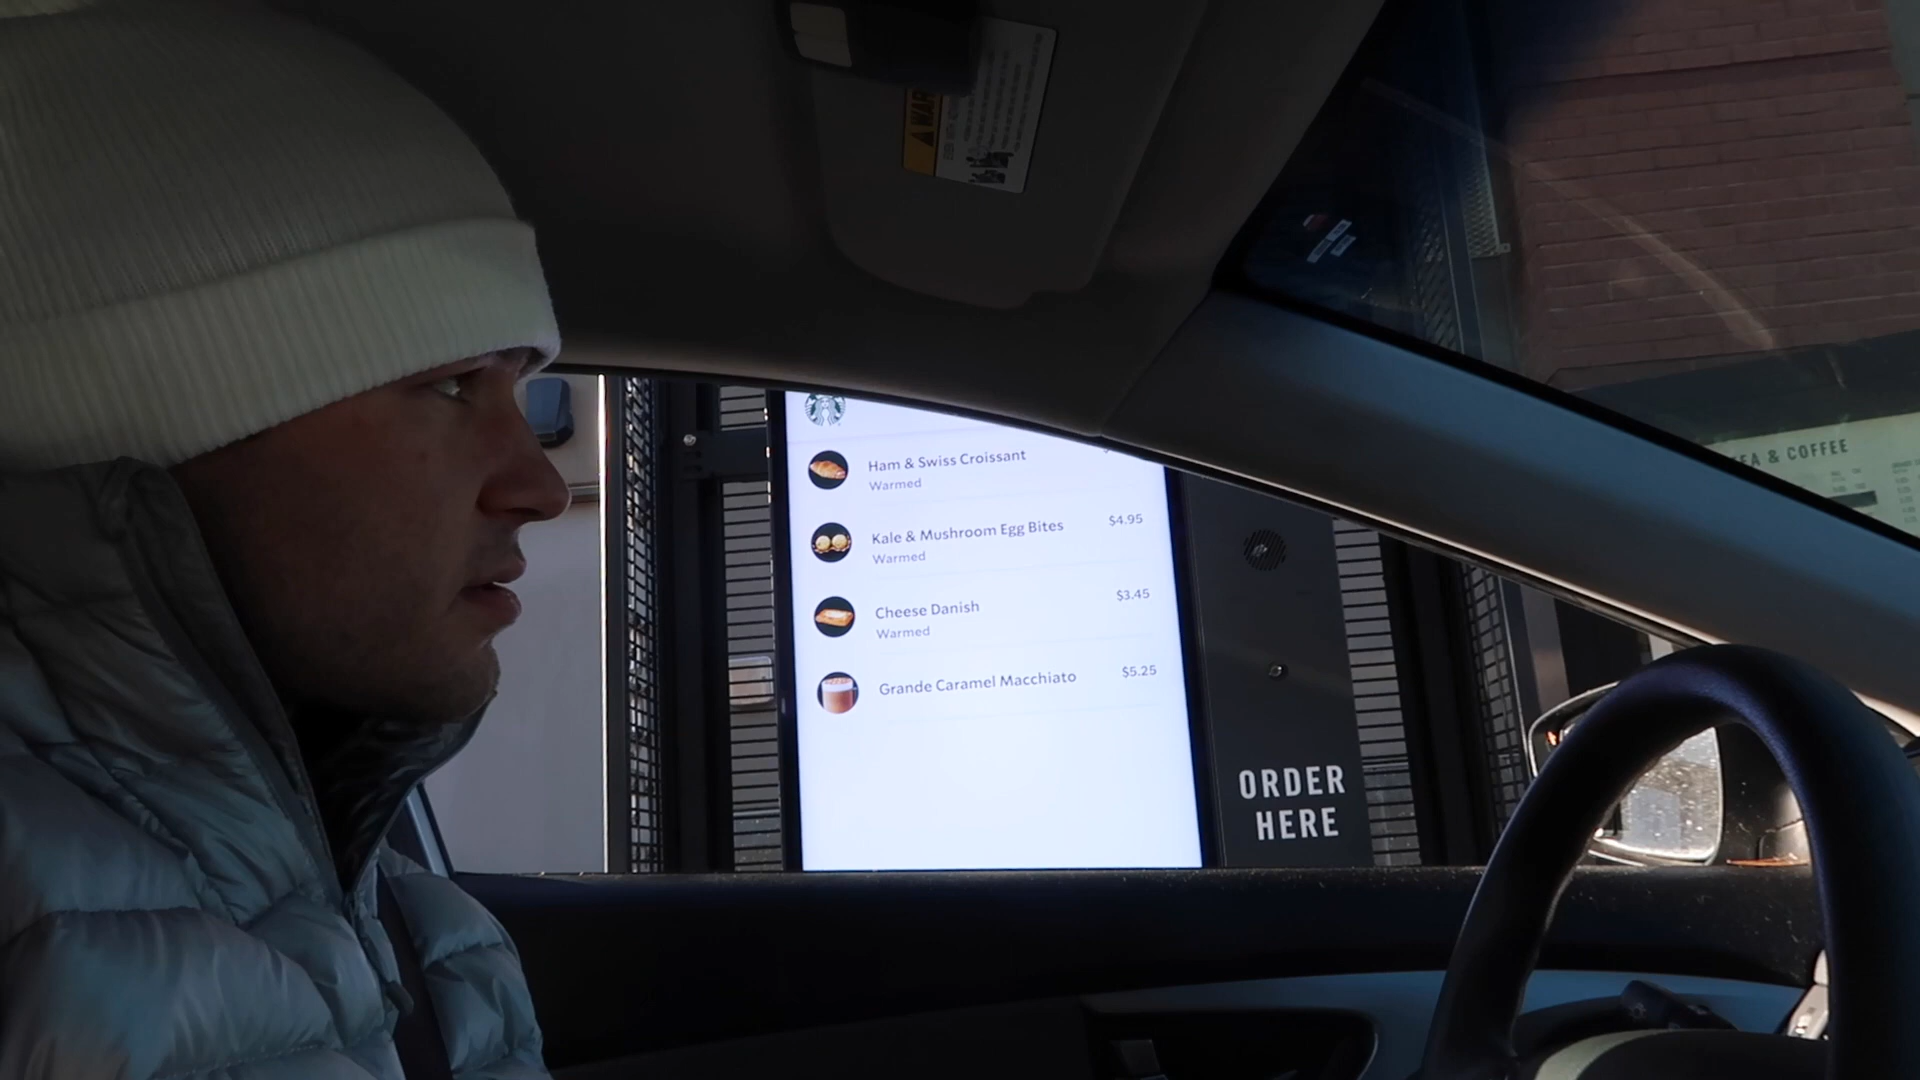 WAR
Ham & Swiss Croissant
Warmed
Kale & Mushroom Egg Bites $4.95
Warmed
Cheese Danish $3.45
Warmed
Grande Caramel Macchiato $5.25
ORDER
HERE
& COFFEE